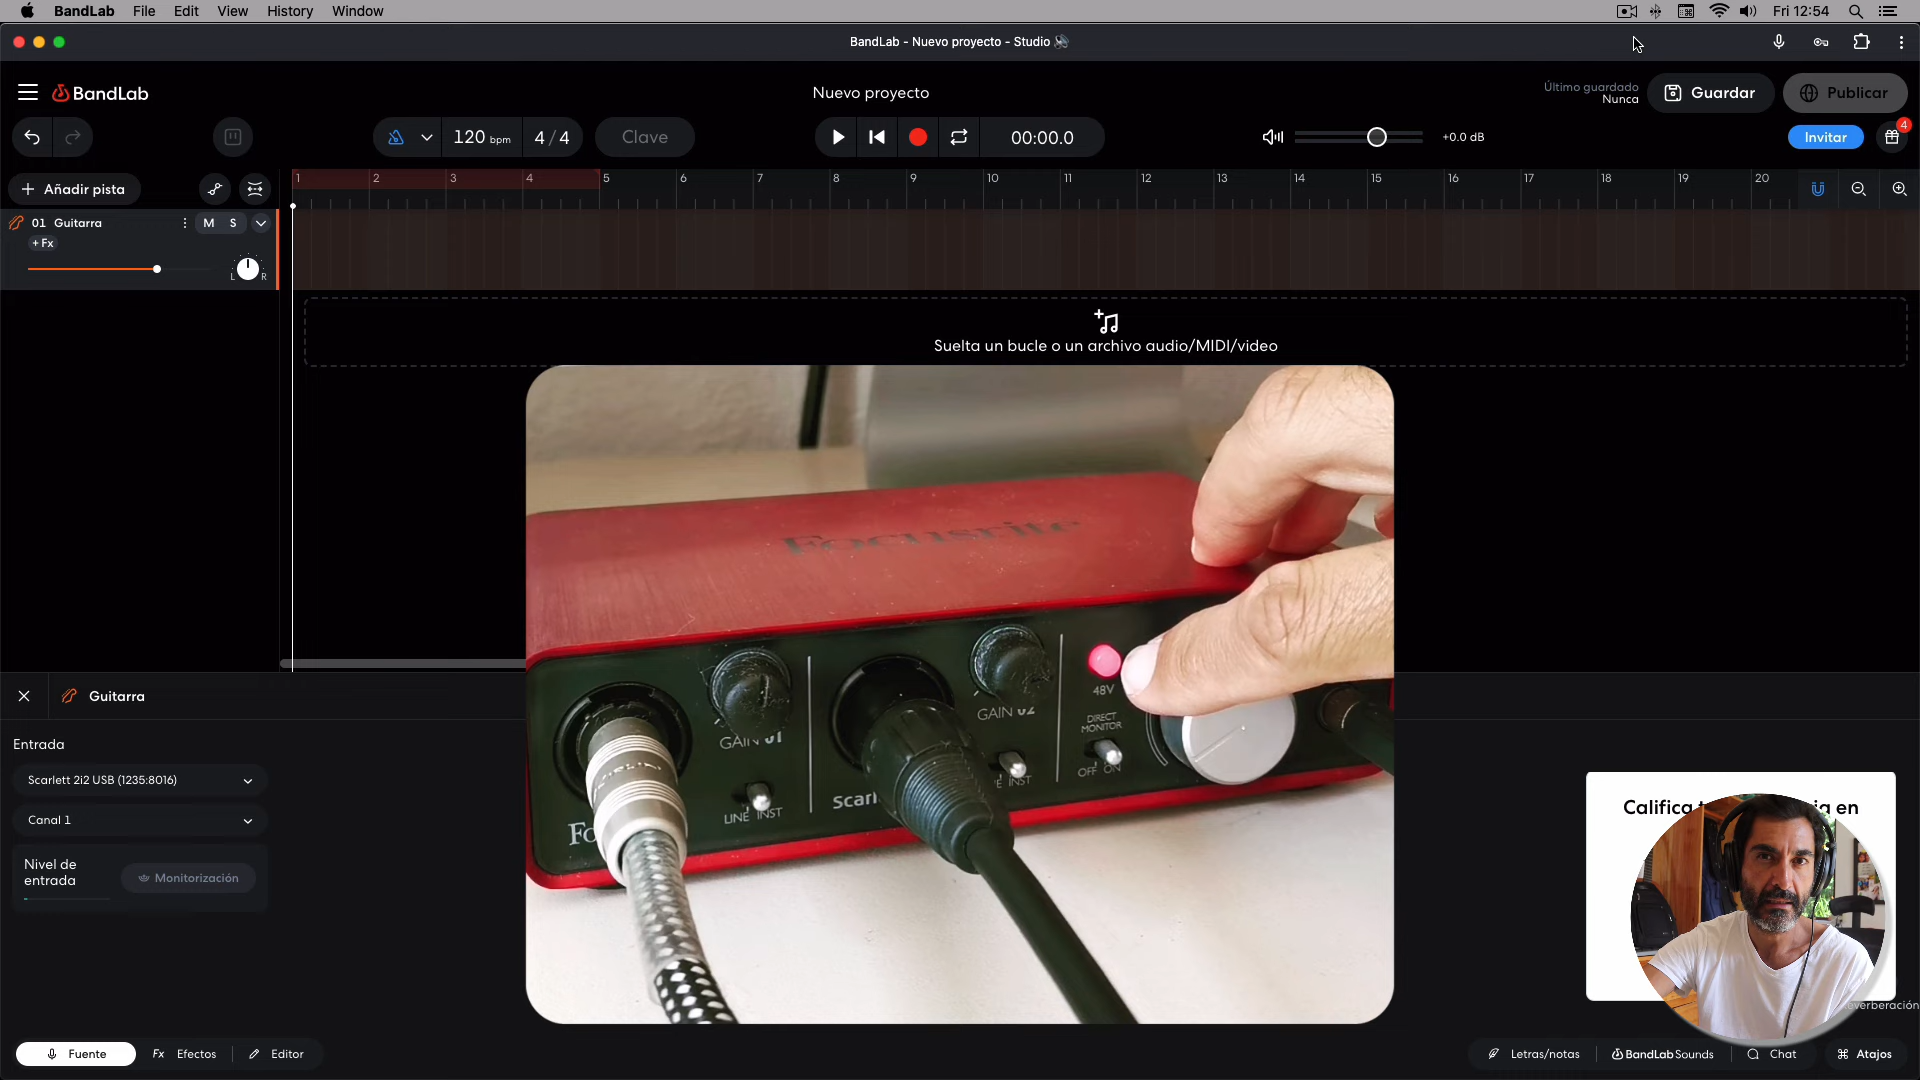 BandLab File Edit View History Window
Fri 12:54
BandLab - Nuevo proyecto - Studio
BandLab
Nuevo proyecto
Último guardado
Nunca
Guardar
Publicar
120 bpm
4/4
Clave
00:00.0
+0.0 dB
Invitar
4
+ Añadir pista
1 2 3 4 5 6 7 8 9 10 11 12 13 14 15 16 17 18 19 20
01 Guitarra
M S
+ Fx
L R
Suelta un bucle o un archivo audio/MIDI/video
Focusrite
GAIN 01
GAIN 02
48V
DIRECT
MONITOR
OFF ON
LINE INST
INST
Guitarra
Entrada
Scarlett 2i2 USB (1235:8016)
Canal 1
Nivel de
entrada
Monitorización
Califica
en
Fuente
Fx Efectos
Editor
Letras/notas
BandLab Sounds
Chat
Atajos